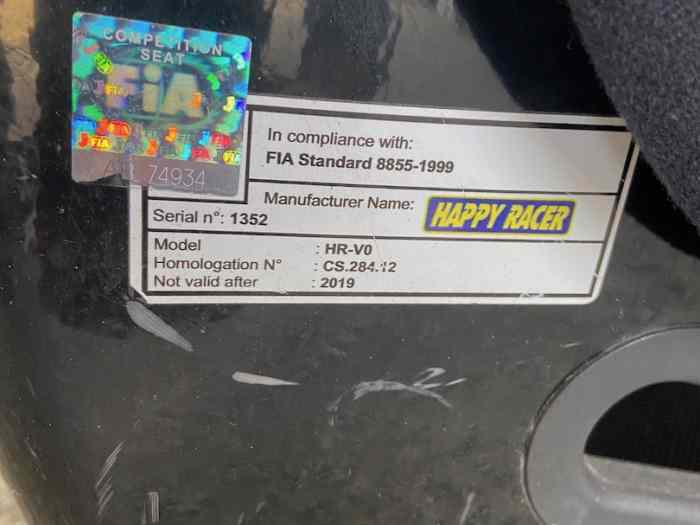 COMPETITION
SEAT
FiA
74934
In compliance with:
FIA Standard 8855-1999
Manufacturer Name: HAPPY RACER
Serial n°: 1352
Model : HR-V0
Homologation N° : CS.284.12
Not valid after : 2019